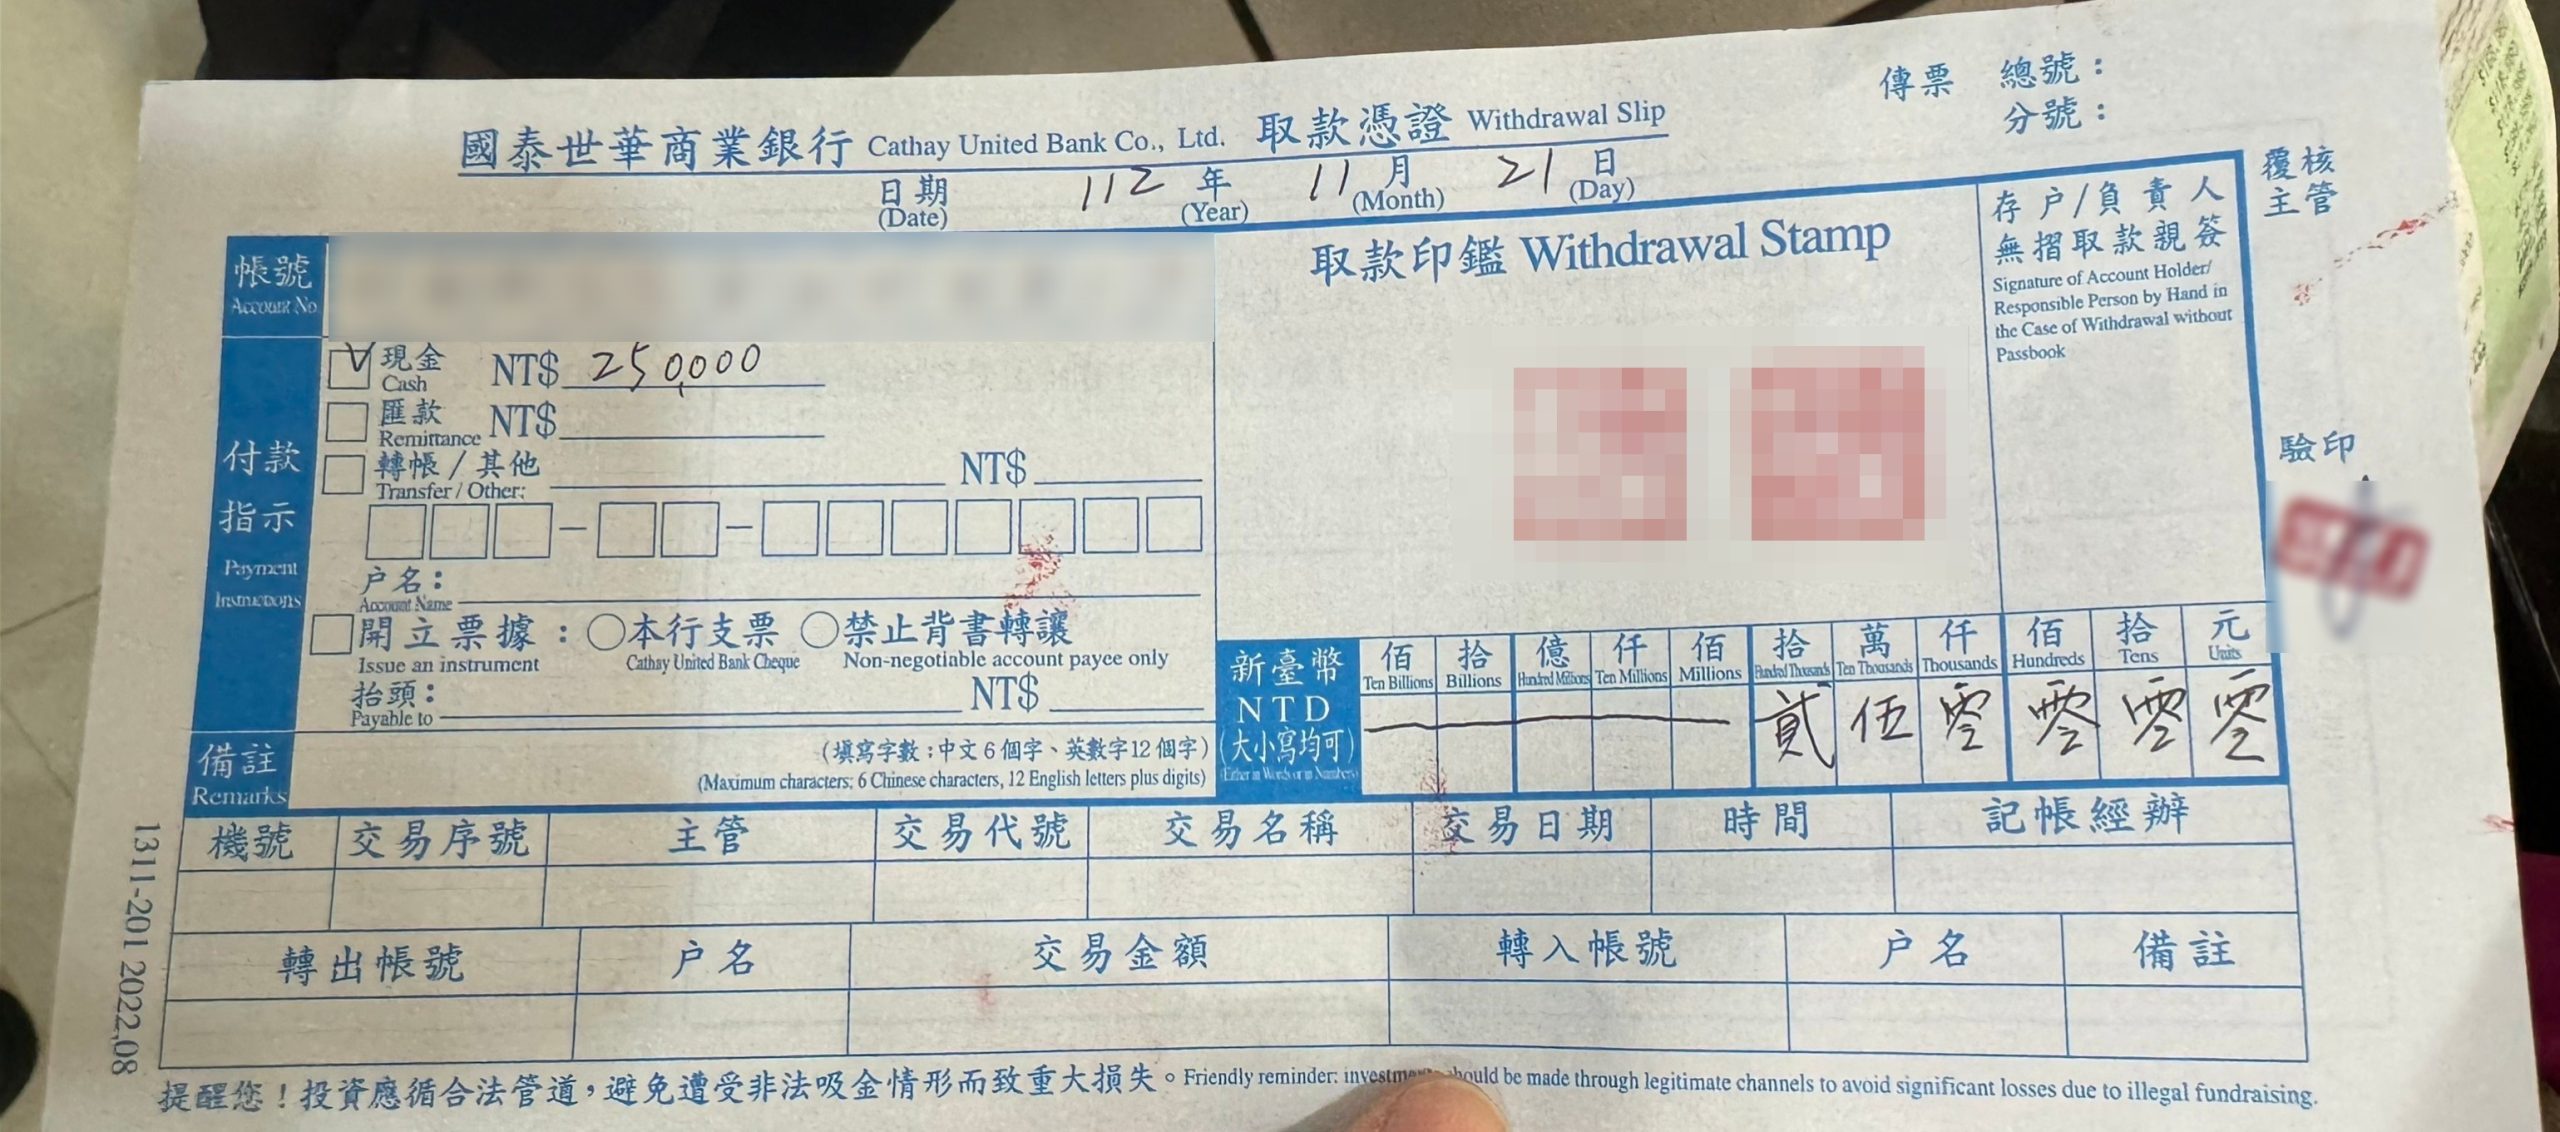 傳票 總號：
分號：
國泰世華商業銀行 Cathay United Bank Co., Ltd. 取款憑證 Withdrawal Slip
日期 (Date) 112 年 (Year) 11 月 (Month) 21 日 (Day)
覆核
主管
帳號
Account No
取款印鑑 Withdrawal Stamp
存户/負責人
無摺取款親簽
Signature of Account Holder/
Responsible Person by Hand in
the Case of Withdrawal without
Passbook
驗印
付款
指示
Payment
Instructions
V 現金 NT$ 250,000
Cash
匯款 NT$
Remittance
轉帳/其他 NT$
Transfer / Other:
户名：
Account Name
開立票據：本行支票 禁止背書轉讓
Issue an instrument Cathay United Bank Cheque Non-negotiable account payee only
抬頭： NT$
Payable to
新臺幣
NTD
(大小寫均可)
(Either in Words or in Numbers)
佰 拾 億 仟 佰 拾 萬 仟 佰 拾 元
Ten Billions Billions Hundred Millions Ten Millions Millions Hundred Thousands Ten Thousands Thousands Hundreds Tens Units
貳 伍 零 零 零 零
備註
Remarks
(填寫字數：中文6個字、英數字12個字)
(Maximum characters: 6 Chinese characters, 12 English letters plus digits)
機號 交易序號 主管 交易代號 交易名稱 交易日期 時間 記帳經辦
轉出帳號 户名 交易金額 轉入帳號 户名 備註
1311-201 2022.08
提醒您！投資應循合法管道，避免遭受非法吸金情形而致重大損失。Friendly reminder: should be made through legitimate channels to avoid significant losses due to illegal fundraising.